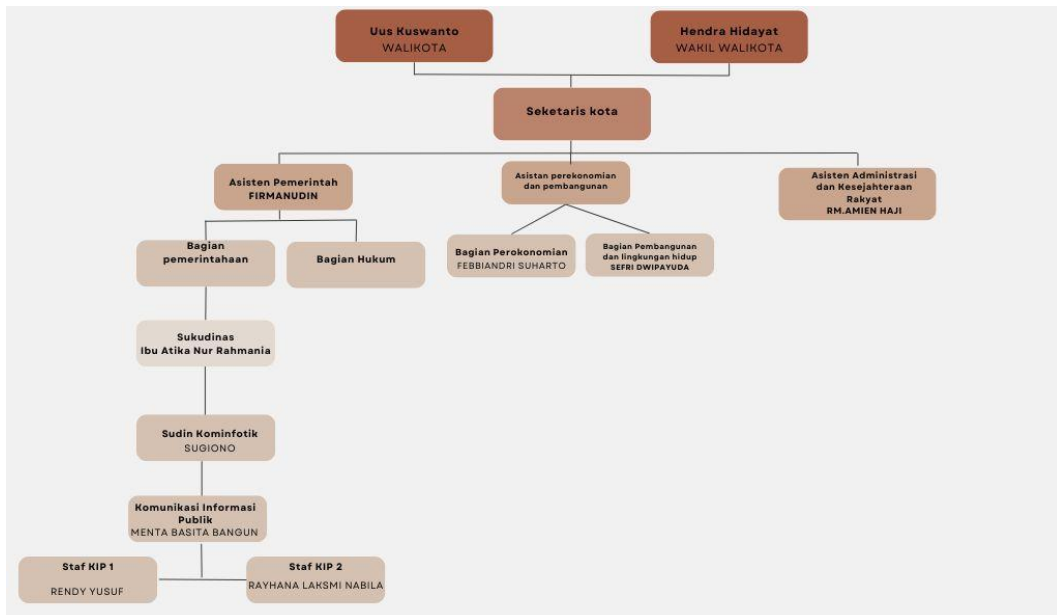 Uus Kuswanto
WALIKOTA
Hendra Hidayat
WAKIL WALIKOTA
Seketaris kota
Asisten Pemerintah
FIRMANUDIN
Asistan perekonomian
dan pembangunan
Asisten Administrasi
dan Kesejahteraan
Rakyat
RM.AMIEN HAJI
Bagian
pemerintahaan
Bagian Hukum
Bagian Perokonomian
FEBBIANDRI SUHARTO
Bagian Pembangunan
dan lingkungan hidup
SEFRI DWIPAYUDA
Sukudinas
Ibu Atika Nur Rahmania
Sudin Kominfotik
SUGIONO
Komunikasi Informasi
Publik
MENTA BASITA BANGUN
Staf KIP 1
RENDY YUSUF
Staf KIP 2
RAYHANA LAKSMI NABILA